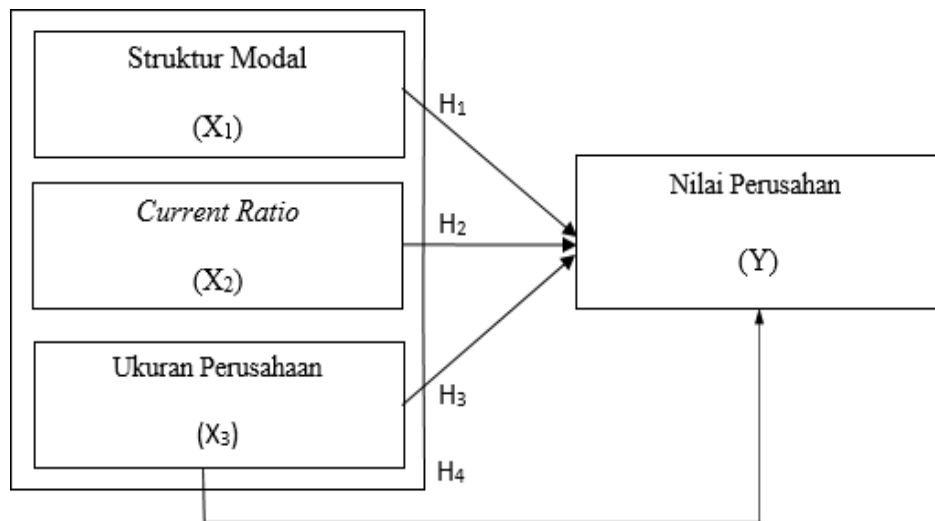 Struktur Modal
(X₁)
H₁
Current Ratio
(X₂)
H₂
Ukuran Perusahaan
(X₃)
H₃
H₄
Nilai Perusahan
(Y)